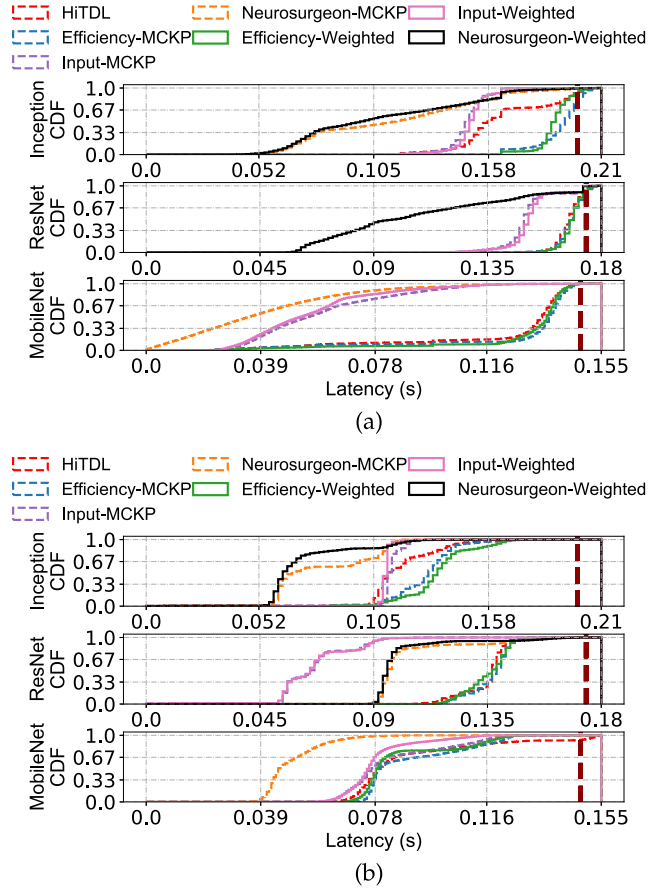 HiTDL Neurosurgeon-MCKP Input-Weighted
Efficiency-MCKP Efficiency-Weighted Neurosurgeon-Weighted
Input-MCKP
Inception
CDF
1.0
0.67
0.33
0.0
0.0 0.052 0.105 0.158 0.21
ResNet
CDF
1.0
0.67
0.33
0.0
0.0 0.045 0.09 0.135 0.18
MobileNet
CDF
1.0
0.67
0.33
0.0
0.0 0.039 0.078 0.116 0.155
Latency (s)
(a)
HiTDL Neurosurgeon-MCKP Input-Weighted
Efficiency-MCKP Efficiency-Weighted Neurosurgeon-Weighted
Input-MCKP
Inception
CDF
1.0
0.67
0.33
0.0
0.0 0.052 0.105 0.158 0.21
ResNet
CDF
1.0
0.67
0.33
0.0
0.0 0.045 0.09 0.135 0.18
MobileNet
CDF
1.0
0.67
0.33
0.0
0.0 0.039 0.078 0.116 0.155
Latency (s)
(b)